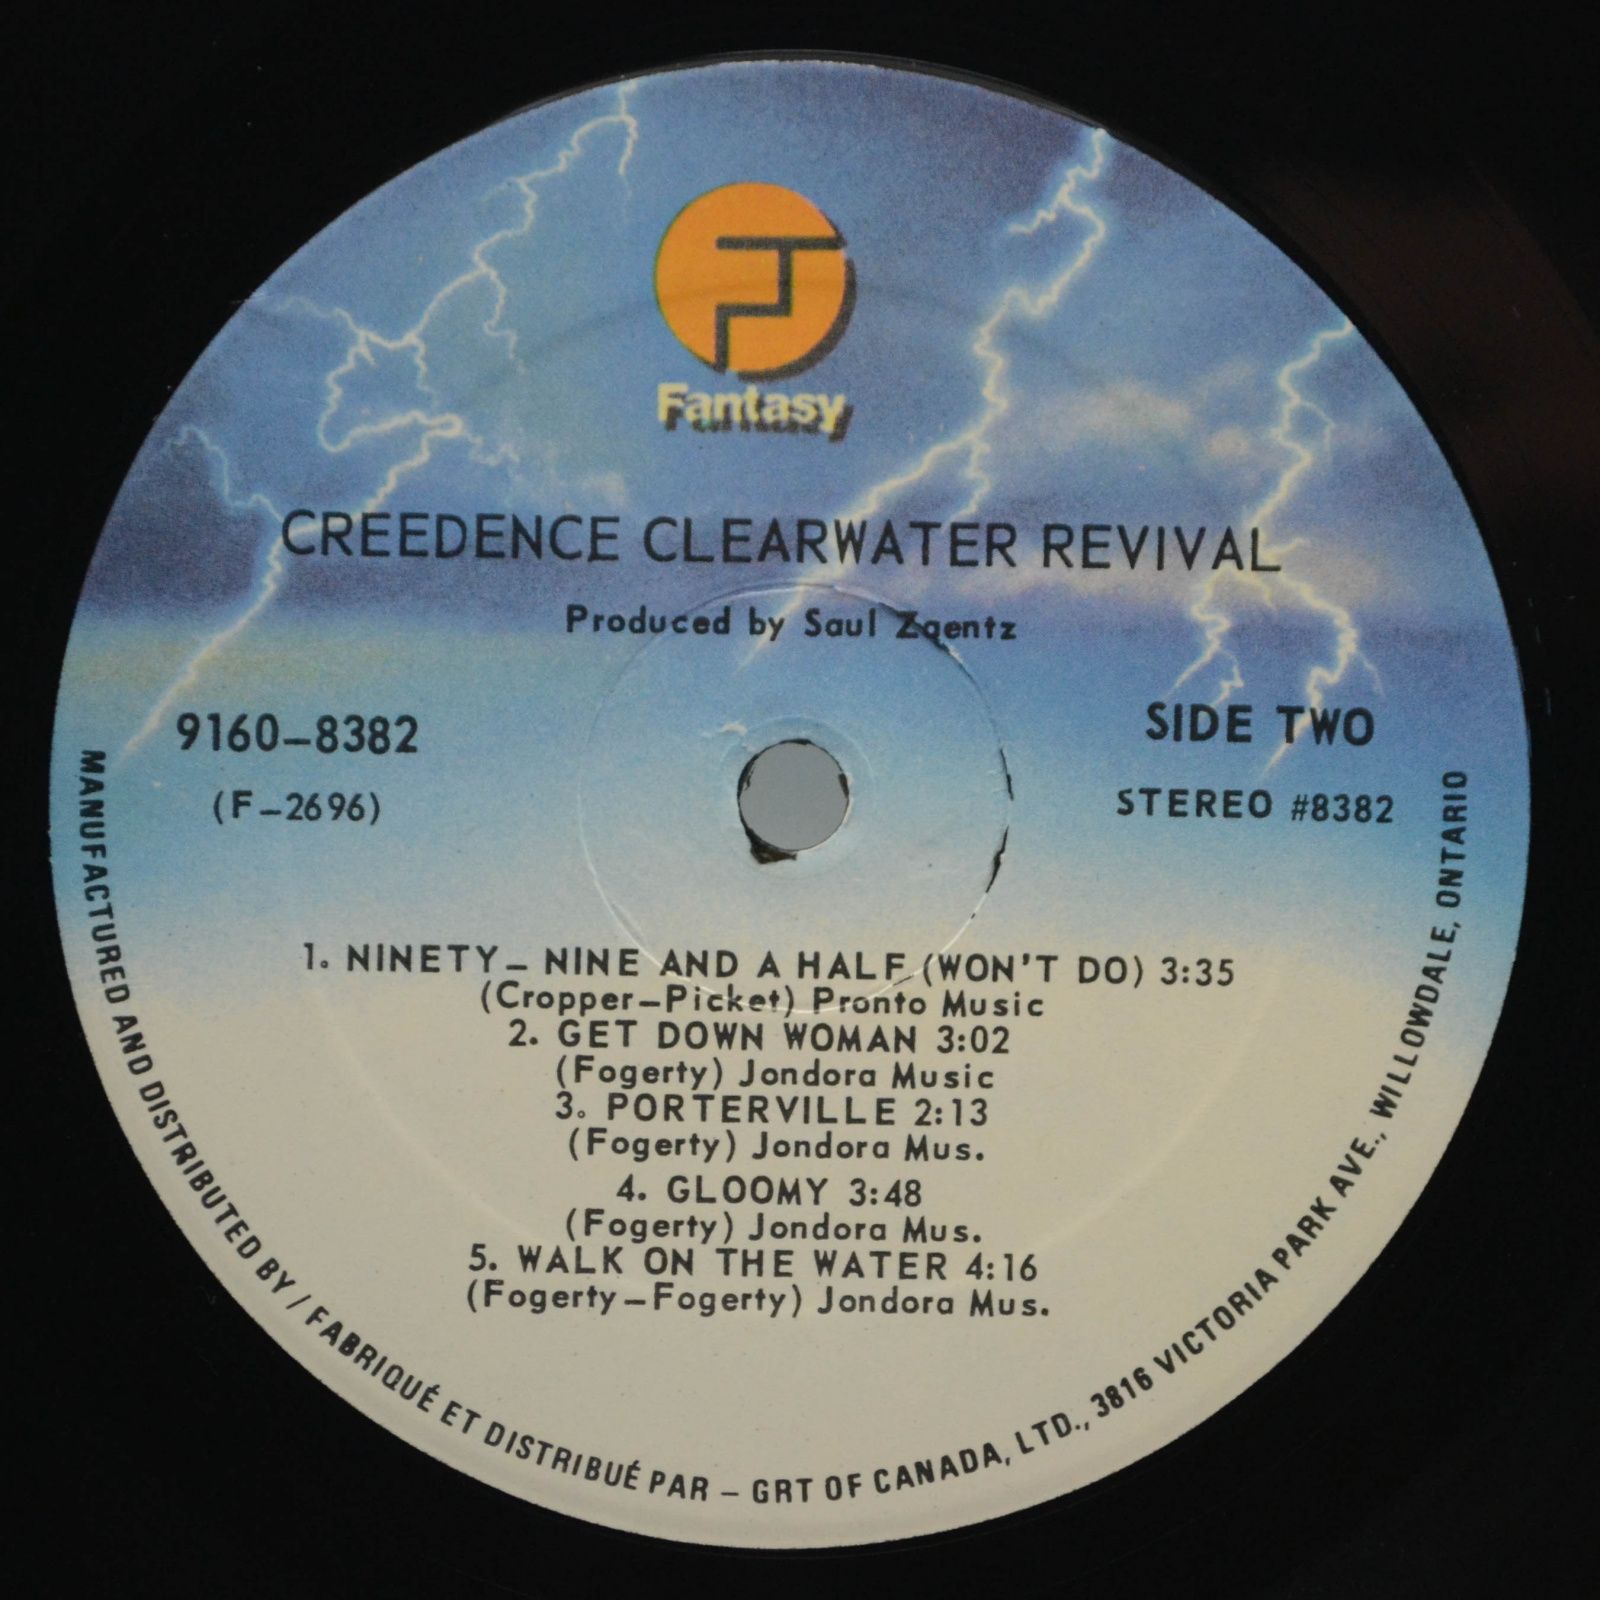 Fantasy
CREEDENCE CLEARWATER REVIVAL
Produced by Saul Zaentz
9160-8382
(F-2696)
SIDE TWO
STEREO #8382
1. NINETY-NINE AND A HALF (WON'T DO) 3:35
(Cropper-Picket) Pronto Music
2. GET DOWN WOMAN 3:02
(Fogerty) Jondora Music
3. PORTERVILLE 2:13
(Fogerty) Jondora Mus.
4. GLOOMY 3:48
(Fogerty) Jondora Mus.
5. WALK ON THE WATER 4:16
(Fogerty-Fogerty) Jondora Mus.
MANUFACTURED AND DISTRIBUTED BY / FABRIQUÉ ET DISTRIBUÉ PAR - GRT OF CANADA, LTD., 3816 VICTORIA PARK AVE., WILLOWDALE, ONTARIO